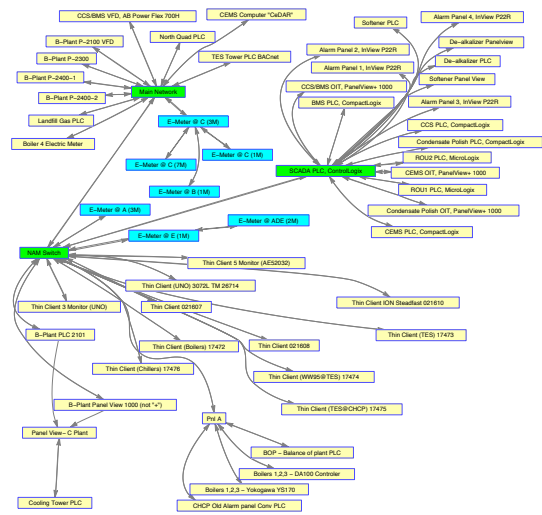 CCS/BMS VFD, AB Power Flex 700H
CEMS Computer "CeDAR"
B-Plant P-2100 VFD
North Quad PLC
B-Plant P-2300
TES Tower PLC BACnet
B-Plant P-2400-1
Main Network
B-Plant P-2400-2
Landfill Gas PLC
E-Meter @ C (3M)
Boiler 4 Electric Meter
E-Meter @ C (1M)
E-Meter @ C (7M)
E-Meter @ B (1M)
E-Meter @ A (3M)
E-Meter @ ADE (2M)
E-Meter @ E (1M)
NAM Switch
Softener PLC
Alarm Panel 4, InView P22R
Alarm Panel 2, InView P22R
De-alkalizer Panelview
Alarm Panel 1, InView P22R
De-alkalizer PLC
CCS/BMS OIT, PanelView+ 1000
Softener Panel View
BMS PLC, CompactLogix
Alarm Panel 3, InView P22R
CCS PLC, CompactLogix
Condensate Polish PLC, CompactLogix
ROU2 PLC, MicroLogix
SCADA PLC, ControlLogix
CEMS OIT, PanelView+ 1000
ROU1 PLC, MicroLogix
Condensate Polish OIT, PanelView+ 1000
CEMS PLC, CompactLogix
Thin Client 5 Monitor (AES2032)
Thin Client (UNO) 3072L TM 26714
Thin Client ION Steadfast 021610
Thin Client 3 Monitor (UNO)
Thin Client 021607
B-Plant PLC 2101
Thin Client (TES) 17473
Thin Client (Boilers) 17472
Thin Client 021608
Thin Client (Chillers) 17476
Thin Client (WW95@TES) 17474
B-Plant Panel View 1000 (not "+")
Thin Client (TES@CHCP) 17475
Pnl A
Panel View- C Plant
BOP - Balance of plant PLC
Boilers 1,2,3 - DA100 Controler
Boilers 1,2,3 - Yokogawa YS170
Cooling Tower PLC
CHCP Old Alarm panel Conv PLC